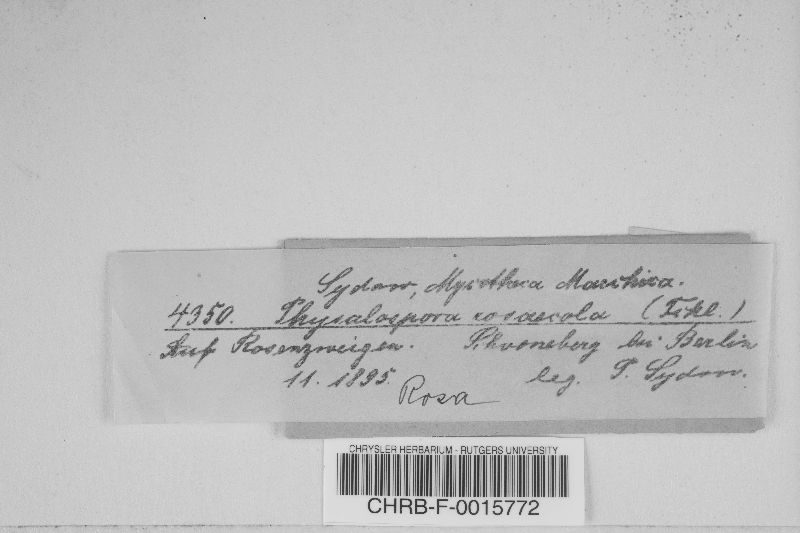 Sydow, Mycotheca Marchica.
4350. Physalospora rosaecola (Fckl.)
Auf Rosenzweigen. Schoneberg bei Berlin
11. 1895. leg. P. Sydow.
Rosa
CHRYSLER HERBARIUM - RUTGERS UNIVERSITY
CHRB-F-0015772